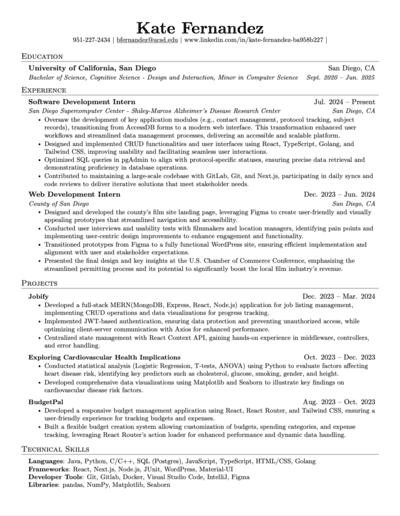 Kate Fernandez
951-227-2434 | bfernandez@ucsd.edu | www.linkedin.com/in/kate-fernandez-ba958b227 |
Education
University of California, San Diego San Diego, CA
Bachelor of Science, Cognitive Science - Design and Interaction, Minor in Computer Science Sept. 2020 – Jun. 2025
Experience
Software Development Intern Jul. 2024 – Present
San Diego Supercomputer Center - Shiley-Marcos Alzheimer's Disease Research Center San Diego, CA
• Oversaw the development of key application modules (e.g., contact management, protocol tracking, subject
records), transitioning from AccessDB forms to a modern web interface. This transformation enhanced user
workflows and streamlined data management processes, delivering an accessible and scalable platform.
• Designed and implemented CRUD functionalities and user interfaces using React, TypeScript, Golang, and
Tailwind CSS, improving usability and facilitating seamless user interactions.
• Optimized SQL queries in pgAdmin to align with protocol-specific statuses, ensuring precise data retrieval and
demonstrating proficiency in database operations.
• Contributed to maintaining a large-scale codebase with GitLab, Git, and Next.js, participating in daily syncs and
code reviews to deliver iterative solutions that meet stakeholder needs.
Web Development Intern Dec. 2023 – Jun. 2024
County of San Diego San Diego, CA
• Designed and developed the county's film site landing page, leveraging Figma to create user-friendly and visually
appealing prototypes that streamlined navigation and accessibility.
• Conducted user interviews and usability tests with filmmakers and location managers, identifying pain points and
implementing user-centric design improvements to enhance engagement and functionality.
• Transitioned prototypes from Figma to a fully functional WordPress site, ensuring efficient implementation and
alignment with user and stakeholder expectations.
• Presented the final design and key insights at the U.S. Chamber of Commerce Conference, emphasizing the
streamlined permitting process and its potential to significantly boost the local film industry's revenue.
Projects
Jobify Dec. 2023 – Mar. 2024
• Developed a full-stack MERN(MongoDB, Express, React, Node.js) application for job listing management,
implementing CRUD operations and data visualizations for progress tracking.
• Implemented JWT-based authentication, ensuring data protection and preventing unauthorized access, while
optimizing client-server communication with Axios for enhanced performance.
• Centralized state management with React Context API, gaining hands-on experience in middleware, controllers,
and error handling.
Exploring Cardiovascular Health Implications Oct. 2023 – Dec. 2023
• Conducted statistical analysis (Logistic Regression, T-tests, ANOVA) using Python to evaluate factors affecting
heart disease risk, identifying key predictors such as cholesterol, glucose, smoking, gender, and height.
• Developed comprehensive data visualizations using Matplotlib and Seaborn to illustrate key findings on
cardiovascular disease risk factors.
BudgetPal Aug. 2023 – Oct. 2023
• Developed a responsive budget management application using React, React Router, and Tailwind CSS, ensuring a
user-friendly experience for tracking budgets and expenses.
• Built a flexible budget creation system allowing customization of budgets, spending categories, and expense
tracking, leveraging React Router's action loader for enhanced performance and dynamic data handling.
Technical Skills
Languages: Java, Python, C/C++, SQL (Postgres), JavaScript, TypeScript, HTML/CSS, Golang
Frameworks: React, Next.js, Node.js, JUnit, WordPress, Material-UI
Developer Tools: Git, Gitlab, Docker, Visual Studio Code, IntelliJ, Figma
Libraries: pandas, NumPy, Matplotlib, Seaborn